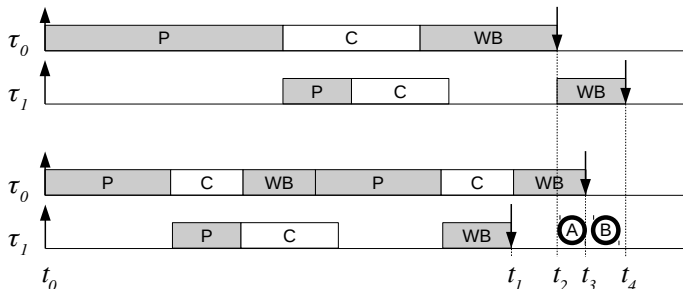 τ0 P C WB
τ1 P C WB
τ0 P C WB P C WB
τ1 P C WB A B
t0 t1 t2 t3 t4